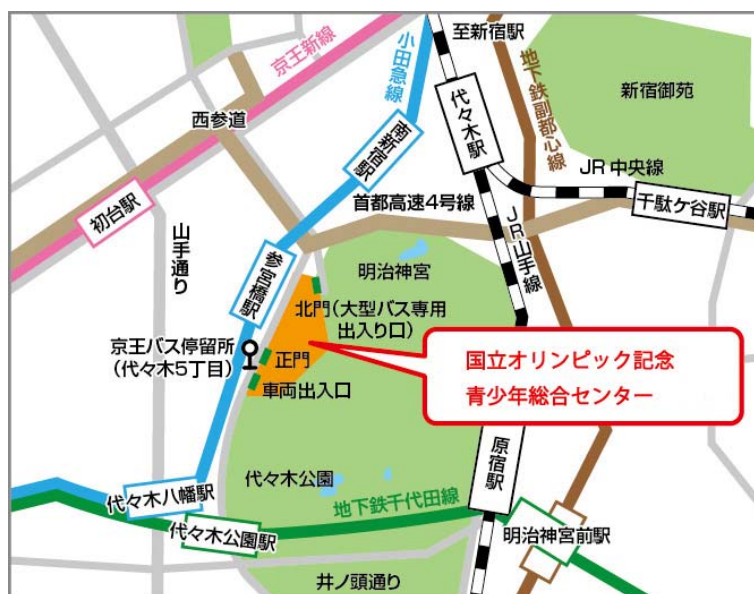 至新宿駅
京王新線
小田急線
代々木駅
地下鉄副都心線
新宿御苑
西参道
南新宿駅
JR中央線
初台駅
山手通り
首都高速4号線
千駄ケ谷駅
参宮橋駅
明治神宮
JR山手線
北門(大型バス専用
出入り口)
京王バス停留所
(代々木5丁目)
正門
車両出入口
国立オリンピック記念
青少年総合センター
原宿駅
代々木公園
代々木八幡駅
地下鉄千代田線
代々木公園駅
明治神宮前駅
井ノ頭通り